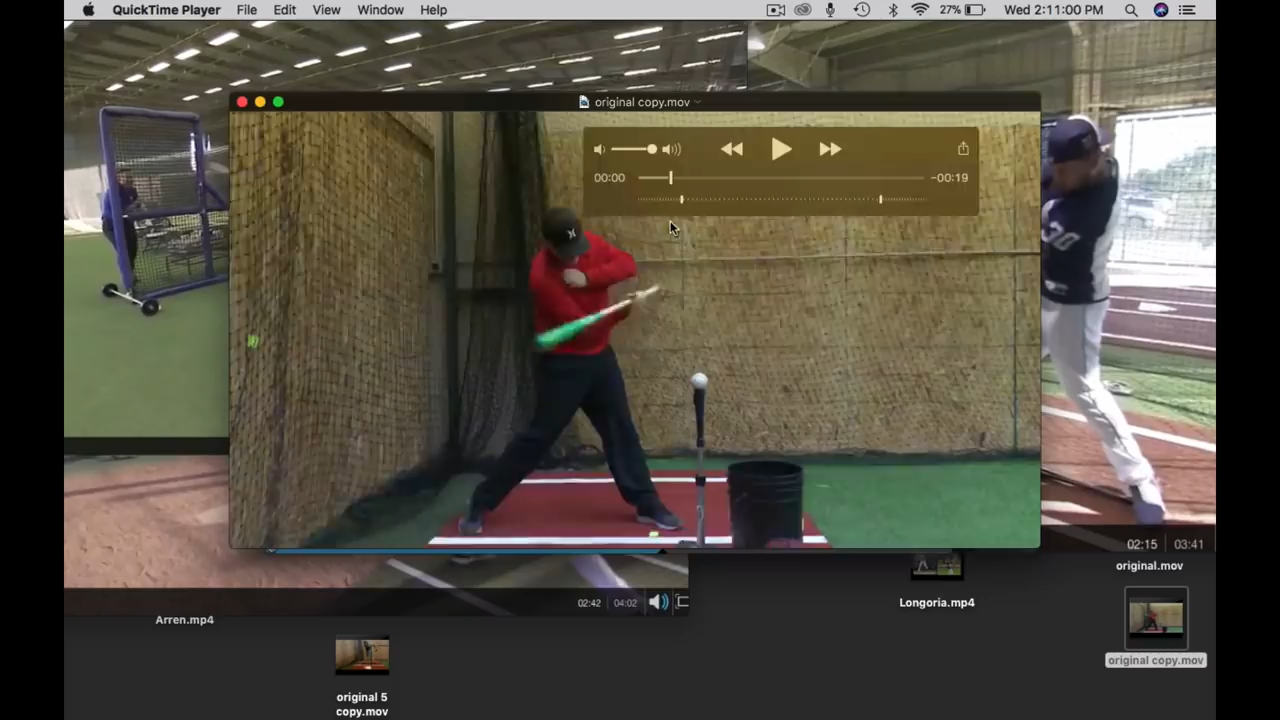 QuickTime Player File Edit View Window Help 27% Wed 2:11:00 PM
original copy.mov
00:00 -00:19
30
02:15 03:41
original.mov
02:42 04:02
Longoria.mp4
Arren.mp4
original copy.mov
original 5
copy.mov